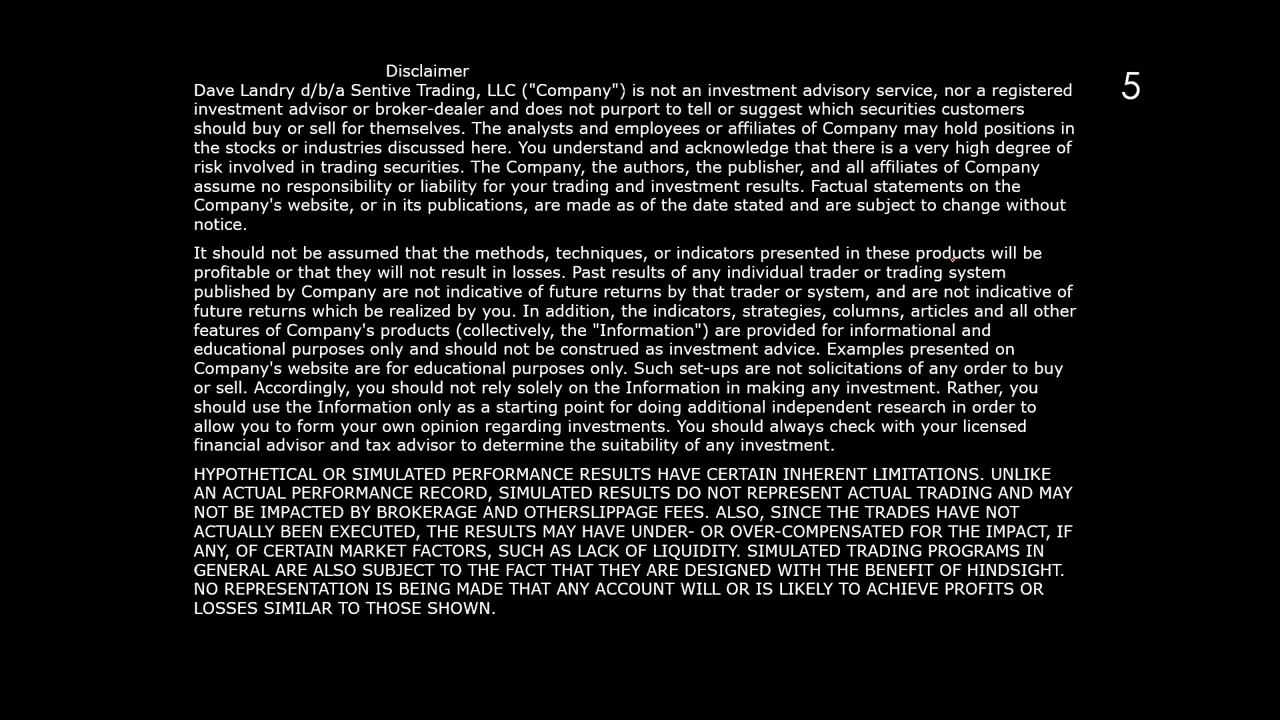 Disclaimer
5
Dave Landry d/b/a Sentive Trading, LLC ("Company") is not an investment advisory service, nor a registered
investment advisor or broker-dealer and does not purport to tell or suggest which securities customers
should buy or sell for themselves. The analysts and employees or affiliates of Company may hold positions in
the stocks or industries discussed here. You understand and acknowledge that there is a very high degree of
risk involved in trading securities. The Company, the authors, the publisher, and all affiliates of Company
assume no responsibility or liability for your trading and investment results. Factual statements on the
Company's website, or in its publications, are made as of the date stated and are subject to change without
notice.
It should not be assumed that the methods, techniques, or indicators presented in these products will be
profitable or that they will not result in losses. Past results of any individual trader or trading system
published by Company are not indicative of future returns by that trader or system, and are not indicative of
future returns which be realized by you. In addition, the indicators, strategies, columns, articles and all other
features of Company's products (collectively, the "Information") are provided for informational and
educational purposes only and should not be construed as investment advice. Examples presented on
Company's website are for educational purposes only. Such set-ups are not solicitations of any order to buy
or sell. Accordingly, you should not rely solely on the Information in making any investment. Rather, you
should use the Information only as a starting point for doing additional independent research in order to
allow you to form your own opinion regarding investments. You should always check with your licensed
financial advisor and tax advisor to determine the suitability of any investment.
HYPOTHETICAL OR SIMULATED PERFORMANCE RESULTS HAVE CERTAIN INHERENT LIMITATIONS. UNLIKE
AN ACTUAL PERFORMANCE RECORD, SIMULATED RESULTS DO NOT REPRESENT ACTUAL TRADING AND MAY
NOT BE IMPACTED BY BROKERAGE AND OTHERSLIPPAGE FEES. ALSO, SINCE THE TRADES HAVE NOT
ACTUALLY BEEN EXECUTED, THE RESULTS MAY HAVE UNDER- OR OVER-COMPENSATED FOR THE IMPACT, IF
ANY, OF CERTAIN MARKET FACTORS, SUCH AS LACK OF LIQUIDITY. SIMULATED TRADING PROGRAMS IN
GENERAL ARE ALSO SUBJECT TO THE FACT THAT THEY ARE DESIGNED WITH THE BENEFIT OF HINDSIGHT.
NO REPRESENTATION IS BEING MADE THAT ANY ACCOUNT WILL OR IS LIKELY TO ACHIEVE PROFITS OR
LOSSES SIMILAR TO THOSE SHOWN.